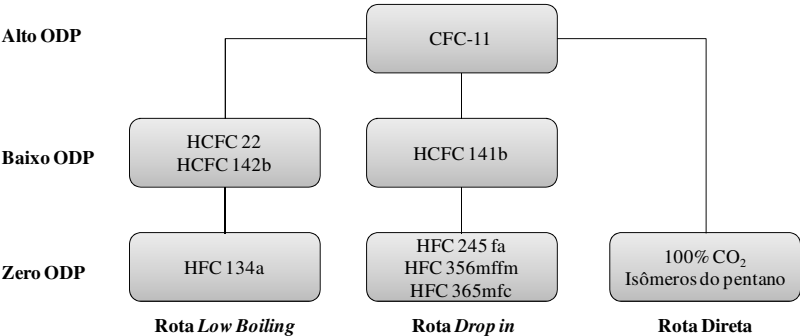 Alto ODP
CFC-11
Baixo ODP
HCFC 22
HCFC 142b
HCFC 141b
Zero ODP
HFC 134a
HFC 245 fa
HFC 356mffm
HFC 365mfc
100% CO₂
Isômeros do pentano
Rota Low Boiling
Rota Drop in
Rota Direta